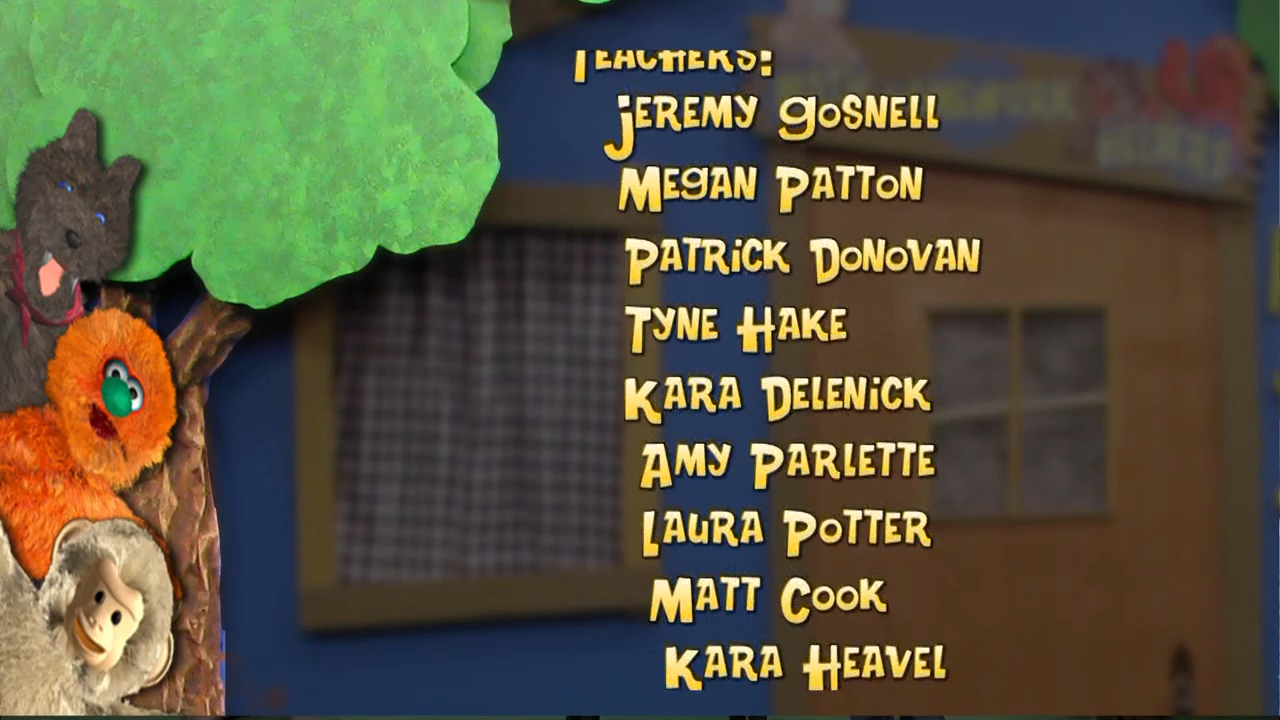 TEACHERS:
JEREMY GOSNELL
MEGAN PATTON
PATRICK DONOVAN
TYNE HAKE
KARA DELENICK
AMY PARLETTE
LAURA POTTER
MATT COOK
KARA HEAVEL